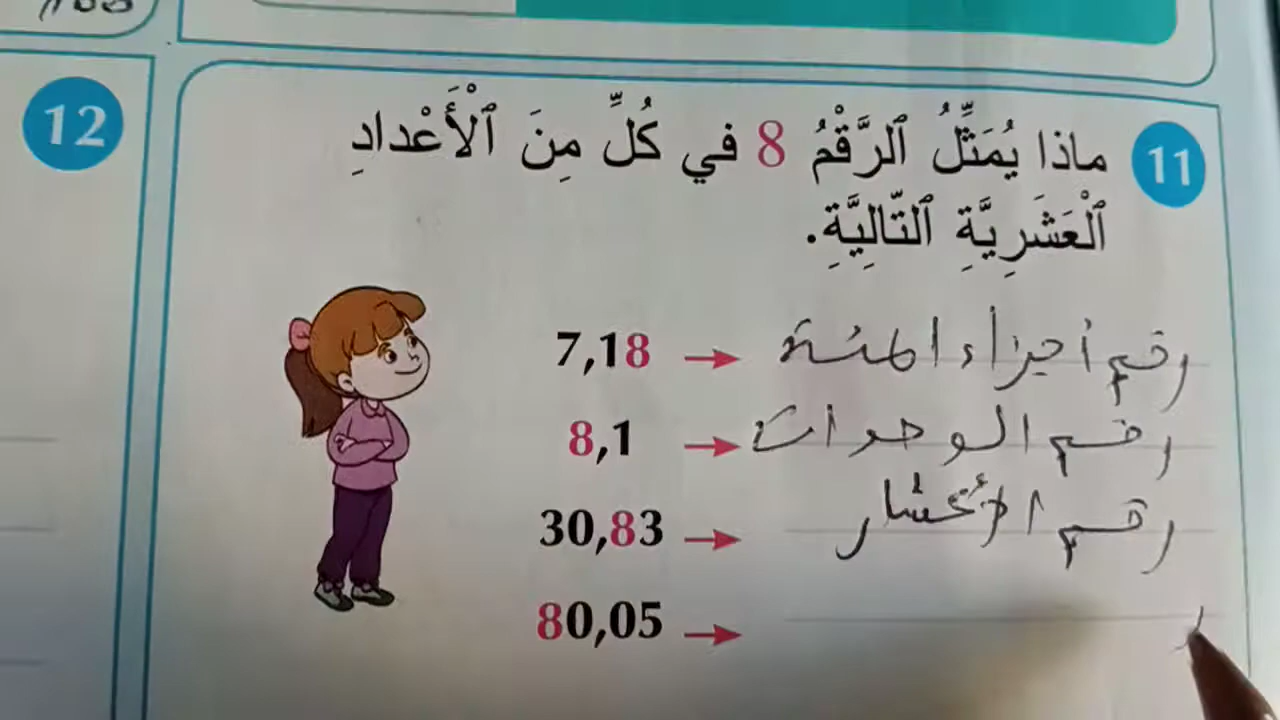 11 ماذا يُمَثِّلُ ٱلرَّقْمُ 8 في كُلِّ مِنَ ٱلْأَعْدادِ
ٱلْعَشَرِيَّةِ ٱلتّالِيَّةِ.
7,18 → رقم أجزاء المئة
8,1 → رقم الوحدات
30,83 → رقم الأعشار
80,05 → ر
12